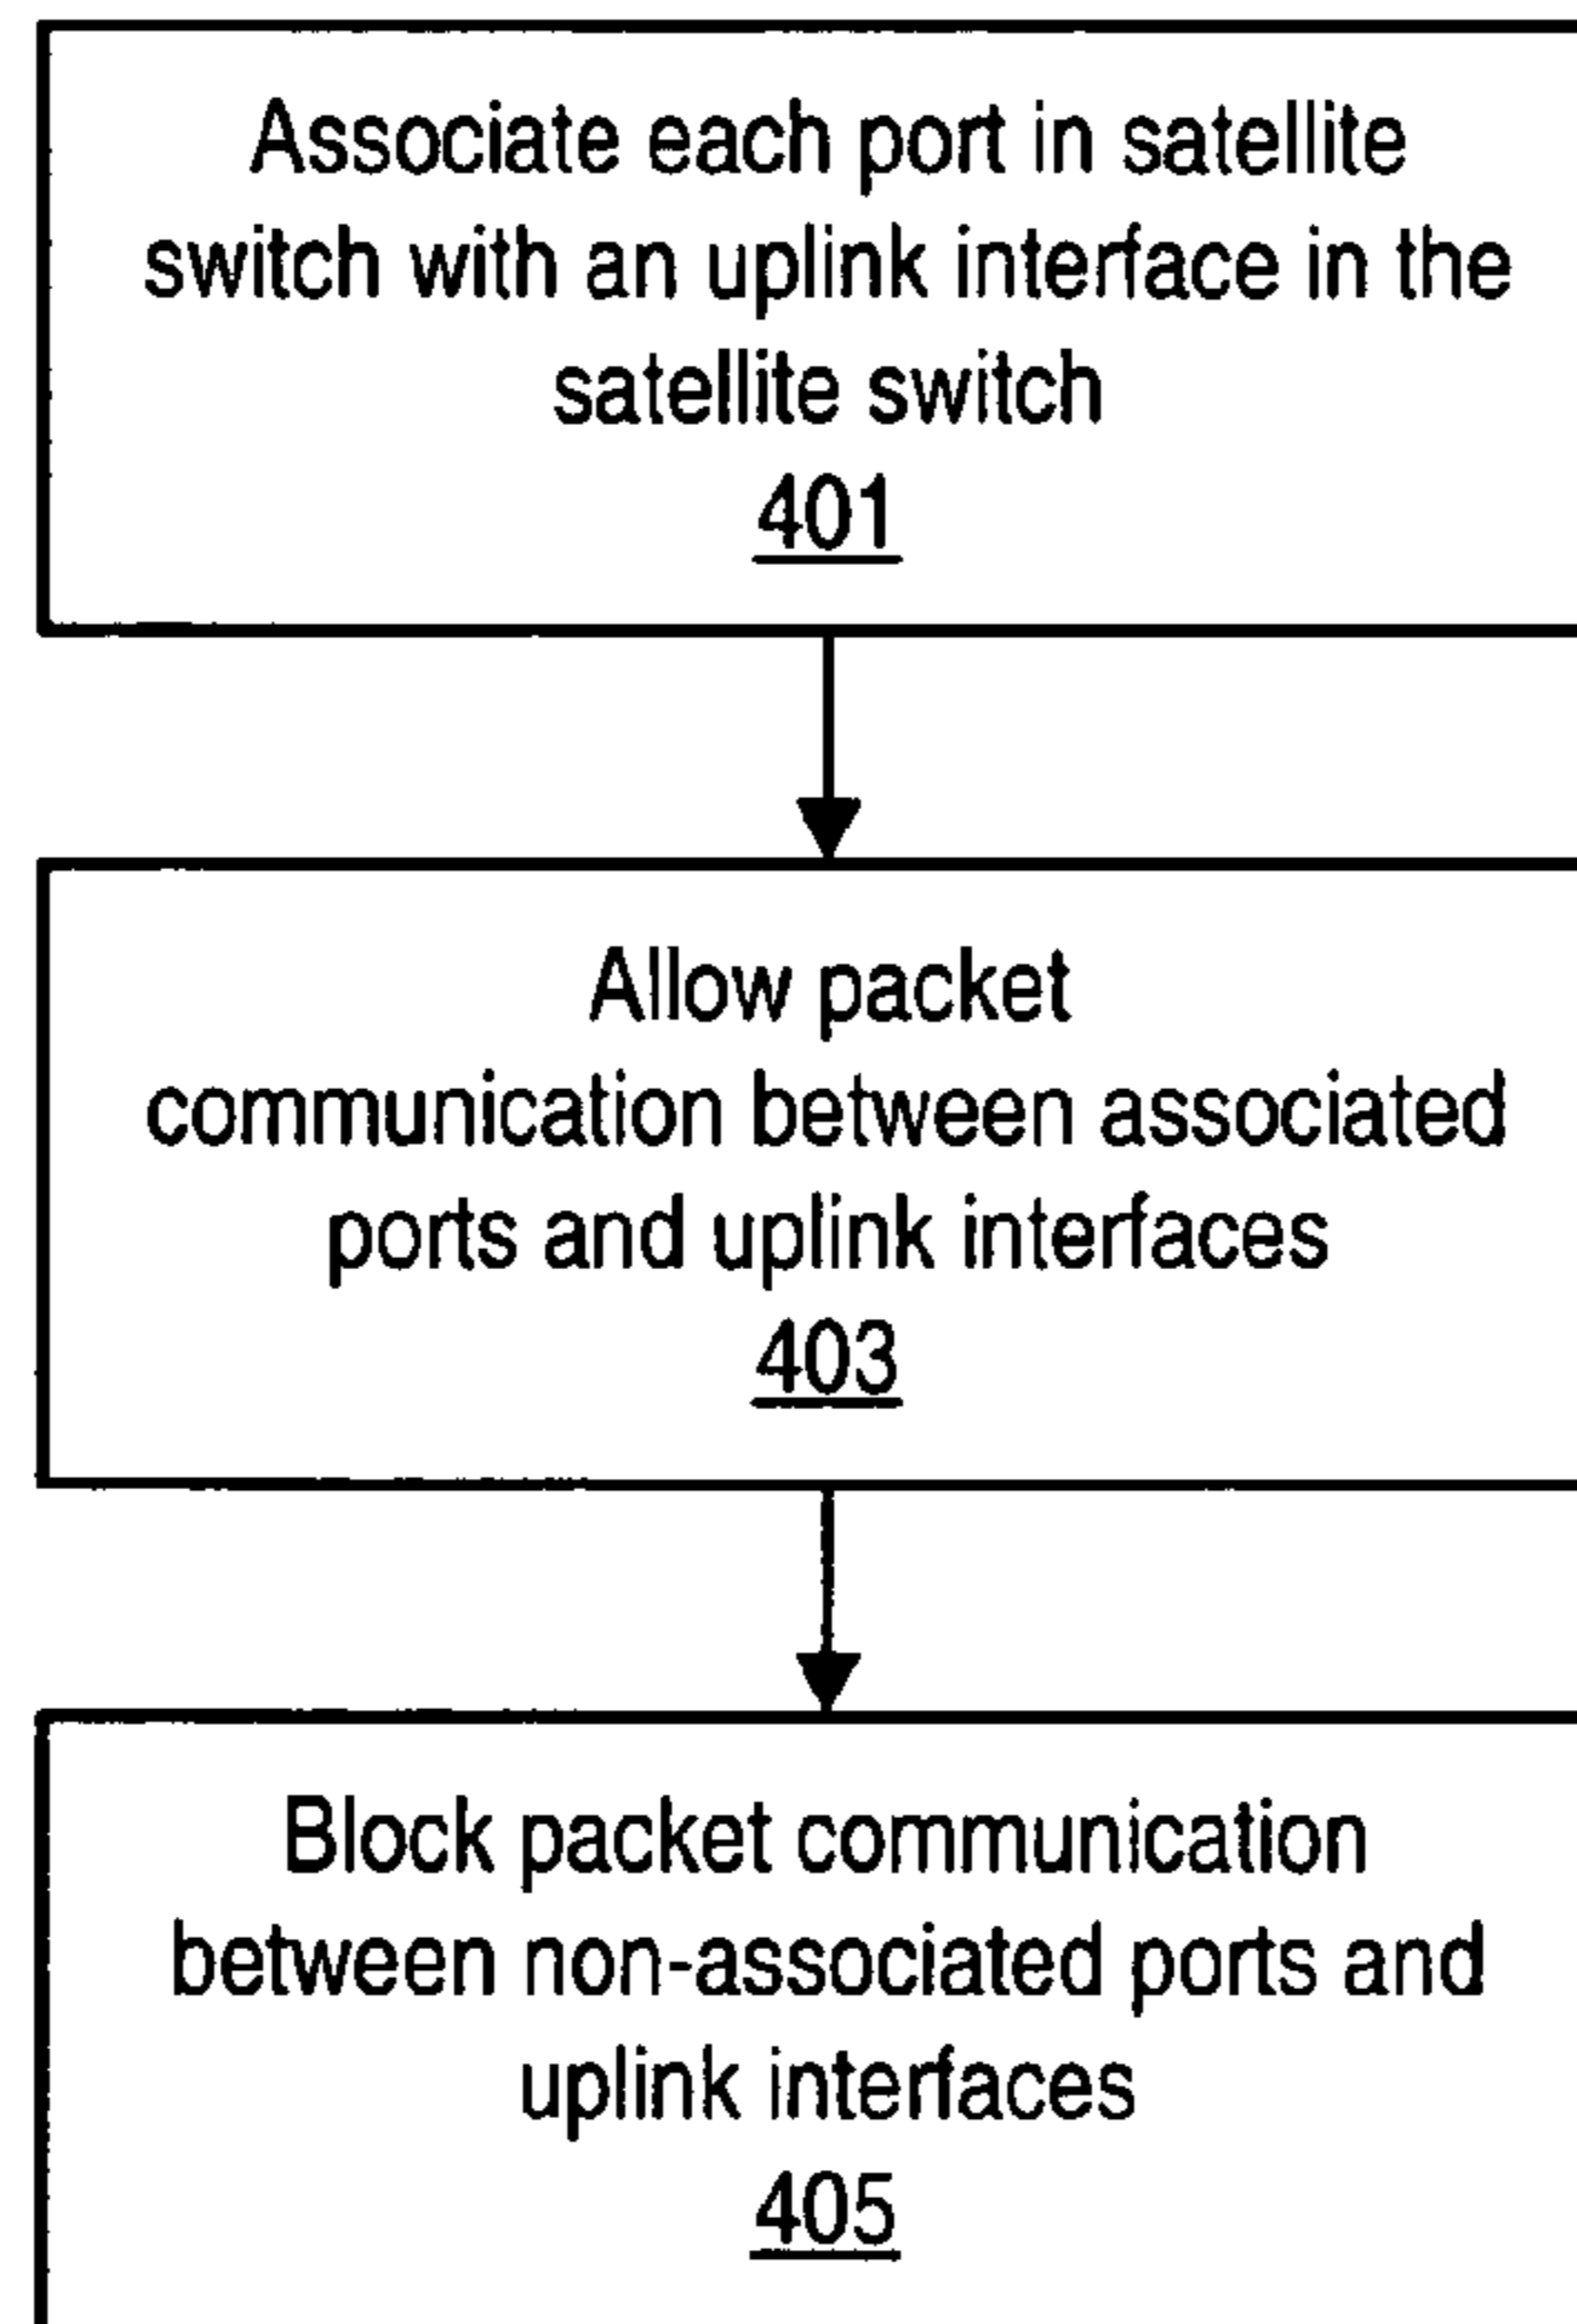 Associate each port in satellite
switch with an uplink interface in the
satellite switch
401
Allow packet
communication between associated
ports and uplink interfaces
403
Block packet communication
between non-associated ports and
uplink interfaces
405